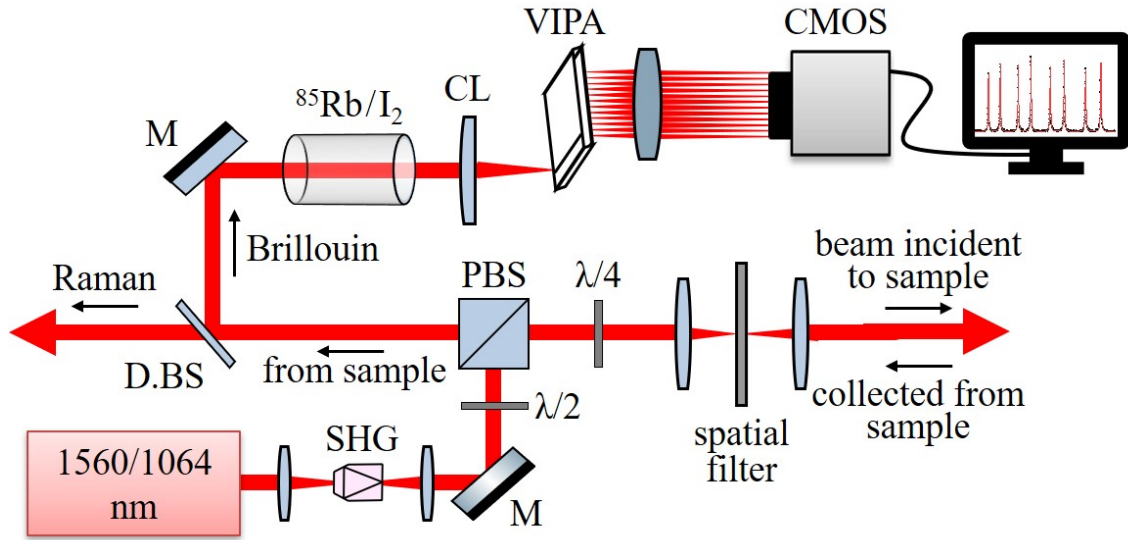 VIPA
CMOS
CL
⁸⁵Rb/I₂
M
Brillouin
Raman
PBS
λ/4
beam incident
to sample
D.BS
from sample
λ/2
collected from
sample
spatial
filter
SHG
1560/1064
nm
M